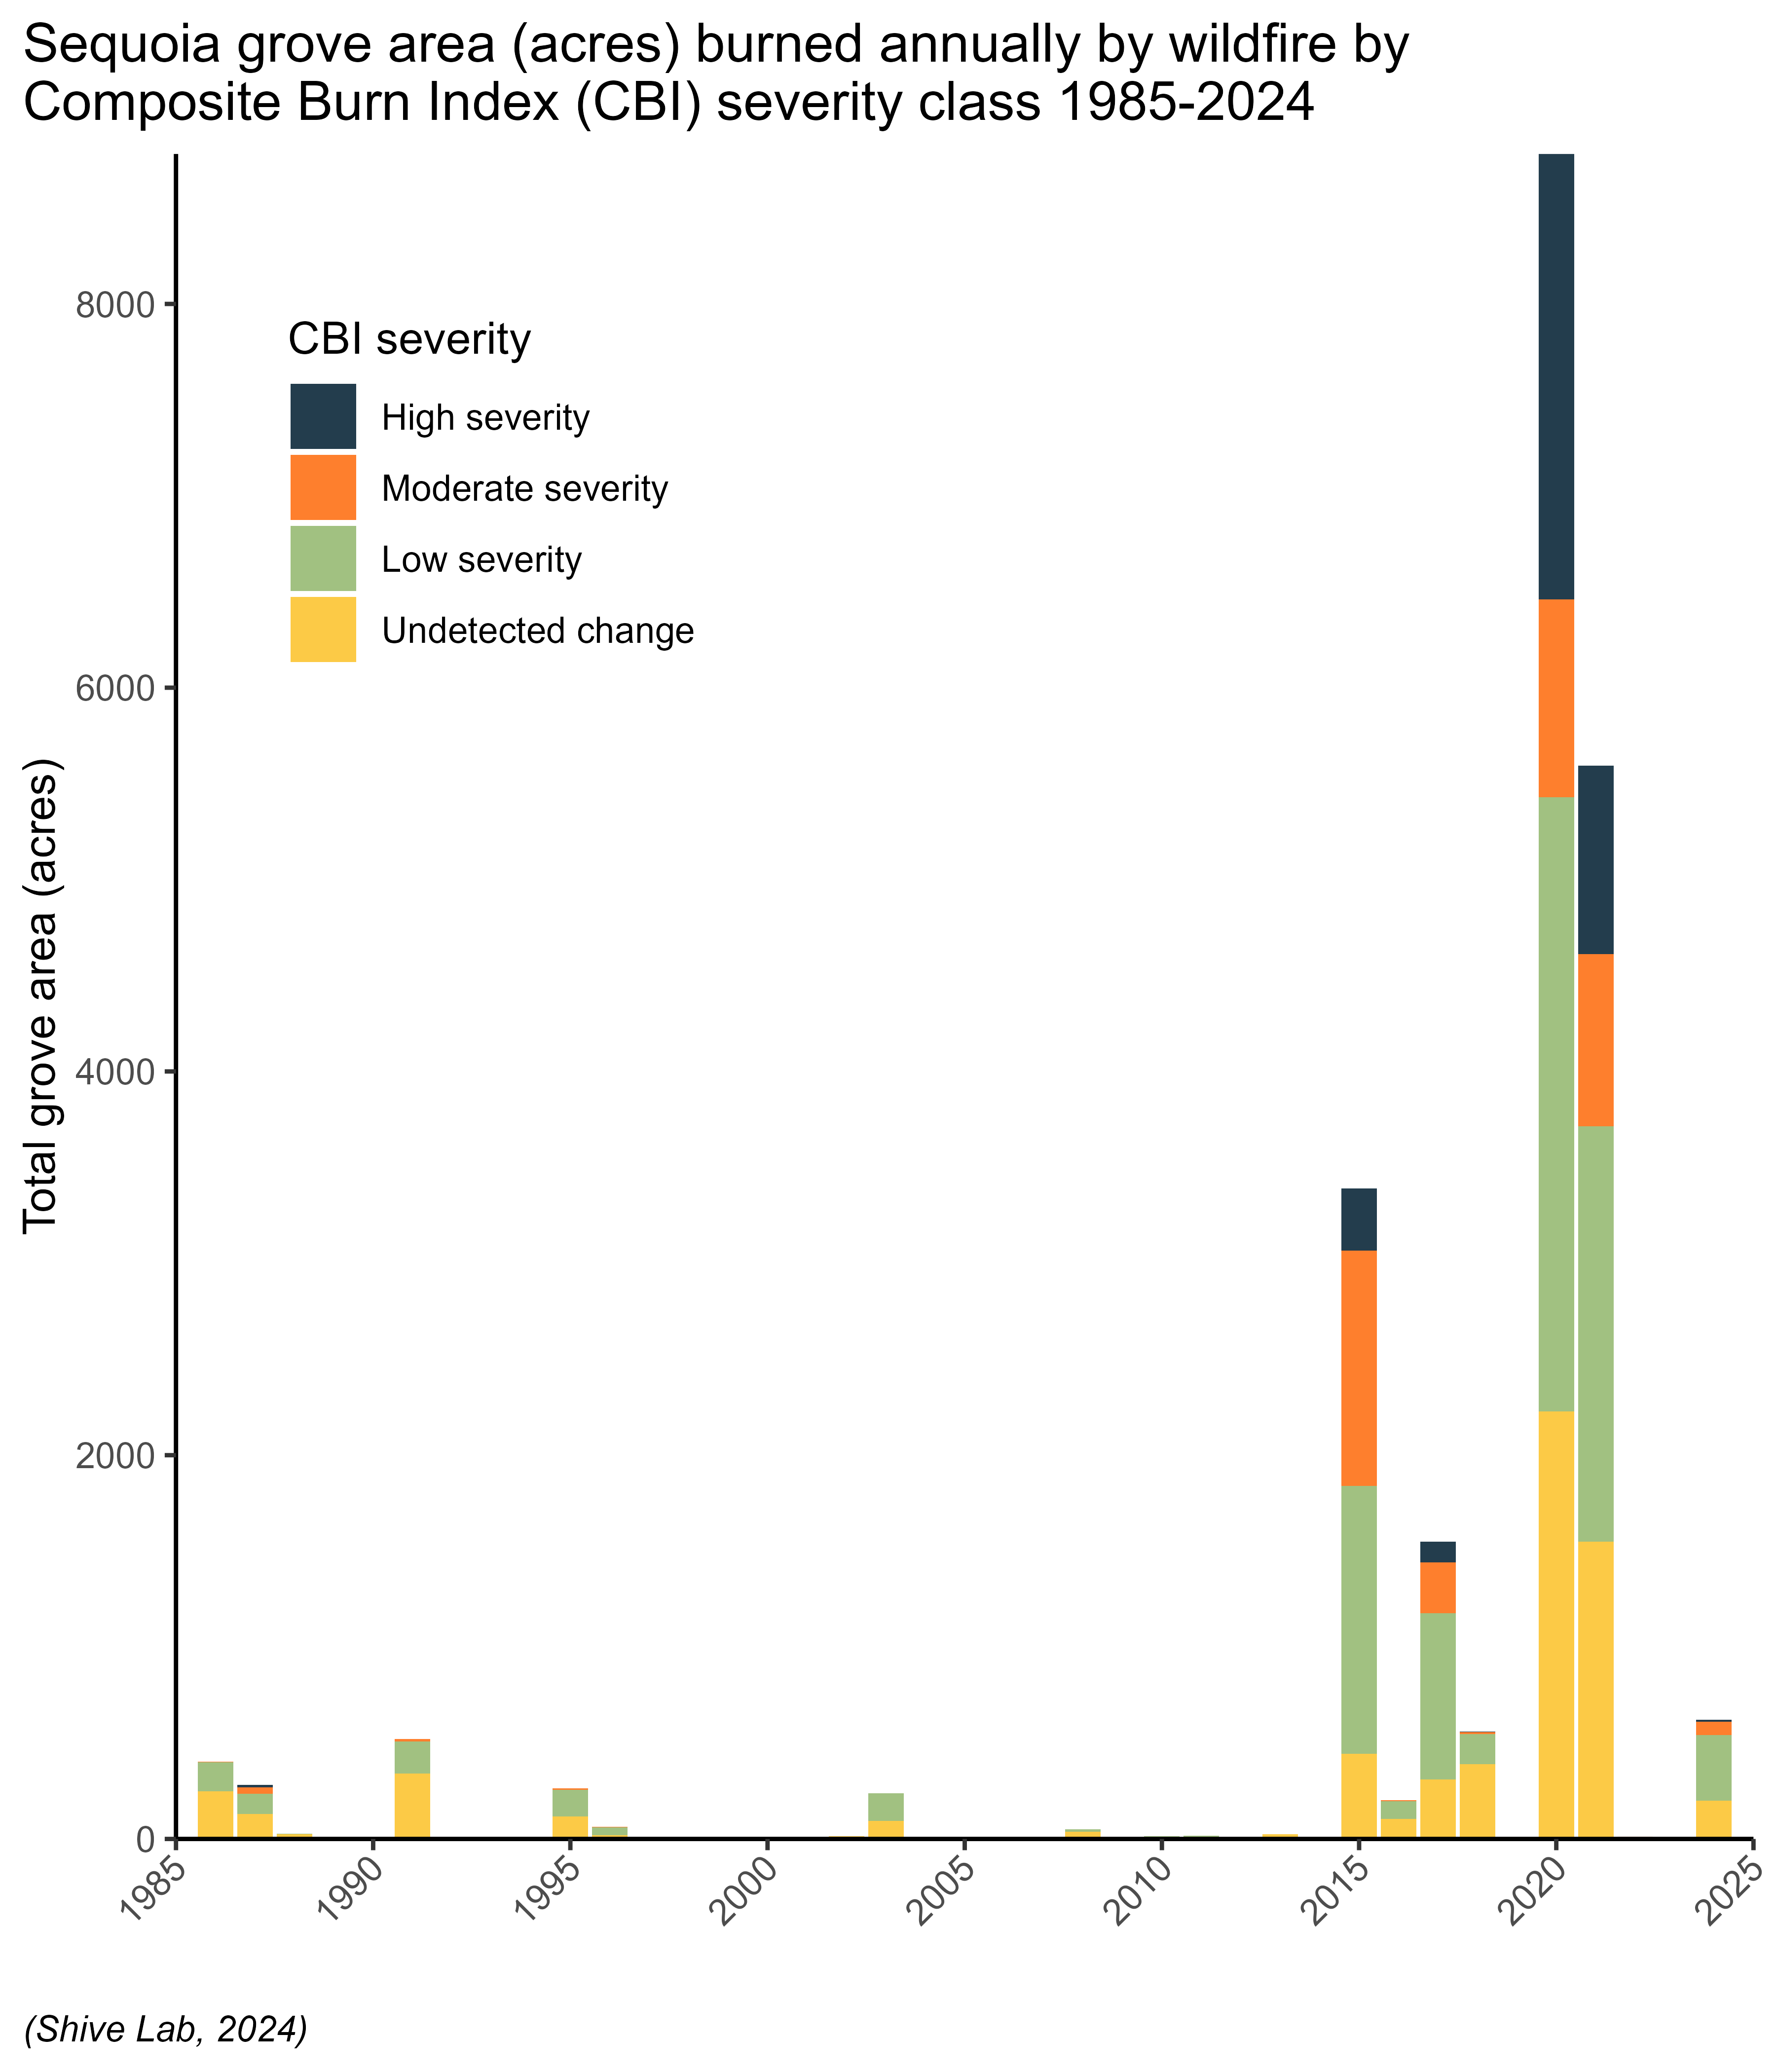 Sequoia grove area (acres) burned annually by wildfire by
Composite Burn Index (CBI) severity class 1985-2024
8000
6000
4000
2000
0
Total grove area (acres)
CBI severity
High severity
Moderate severity
Low severity
Undetected change
1985
1990
1995
2000
2005
2010
2015
2020
2025
(Shive Lab, 2024)